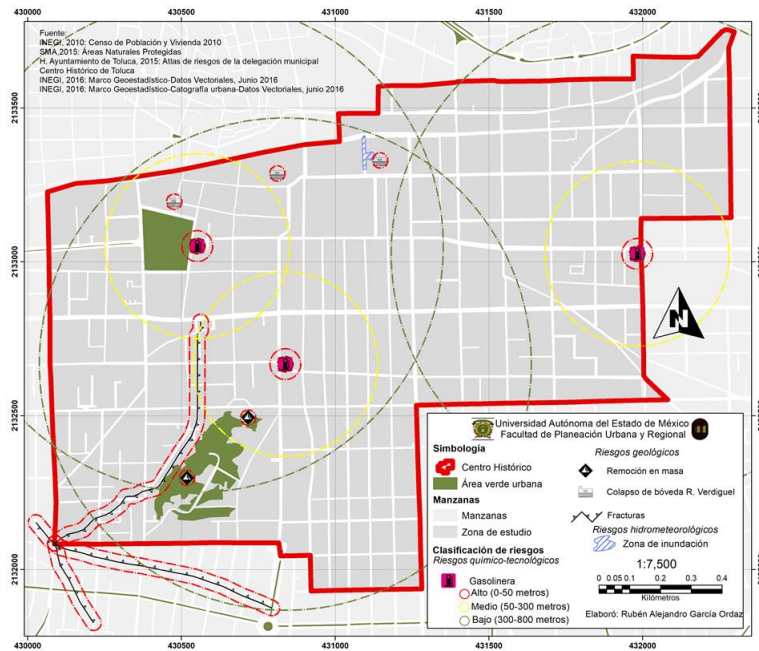 430000 430500 431000 431500 432000
Fuente:
INEGI, 2010: Censo de Población y Vivienda 2010
SMA,2015: Áreas Naturales Protegidas
H. Ayuntamiento de Toluca, 2015: Atlas de riesgos de la delegación municipal
Centro Histórico de Toluca
INEGI, 2016: Marco Geoestadístico-Datos Vectoriales, Junio 2016
INEGI, 2016: Marco Geoestadístico-Catografía urbana-Datos Vectoriales, junio 2016
2133500
2133000
2132500
2132000
N
Universidad Autónoma del Estado de México
Facultad de Planeación Urbana y Regional
Simbología
Centro Histórico
Área verde urbana
Manzanas
Manzanas
Zona de estudio
Clasificación de riesgos
Riesgos químico-tecnológicos
Gasolinera
Alto (0-50 metros)
Medio (50-300 metros)
Bajo (300-800 metros)
Riesgos geológicos
Remoción en masa
Colapso de bóveda R. Verdiguel
Fracturas
Riesgos hidrometeorológicos
Zona de inundación
1:7,500
0 0.05 0.1 0.2 0.3 0.4
Kilómetros
Elaboró: Rubén Alejandro García Ordaz
430000 430500 431000 431500 432000